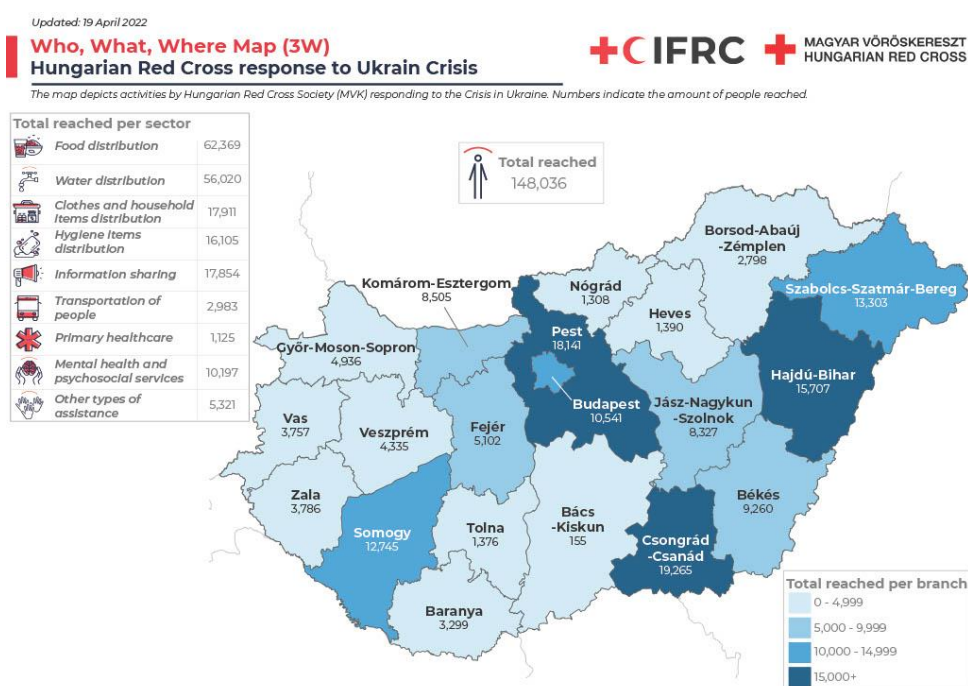 Updated: 19 April 2022
Who, What, Where Map (3W)
Hungarian Red Cross response to Ukrain Crisis
IFRC
MAGYAR VÖRÖSKERESZT
HUNGARIAN RED CROSS
The map depicts activities by Hungarian Red Cross Society (MVK) responding to the Crisis in Ukraine. Numbers indicate the amount of people reached.
Total reached per sector
Food distribution 62,369
Water distribution 56,020
Clothes and household
items distribution 17,911
Hygiene items
distribution 16,105
Information sharing 17,854
Transportation of
people 2,983
Primary healthcare 1,125
Mental health and
psychosocial services 10,197
Other types of
assistance 5,321
Total reached
148,036
Borsod-Abaúj
-Zémplen
2,798
Szabolcs-Szatmár-Bereg
13,303
Komárom-Esztergom
8,505
Nógrád
1,308
Heves
1,390
Pest
18,141
Győr-Moson-Sopron
4,936
Hajdú-Bihar
15,707
Budapest
10,541
Jász-Nagykun
-Szolnok
8,327
Vas
3,757
Veszprém
4,335
Fejér
5,102
Zala
3,786
Békés
9,260
Somogy
12,745
Tolna
1,376
Bács
-Kiskun
155
Csongrád
-Csanád
19,265
Baranya
3,299
Total reached per branch
0 - 4,999
5,000 - 9,999
10,000 - 14,999
15,000+